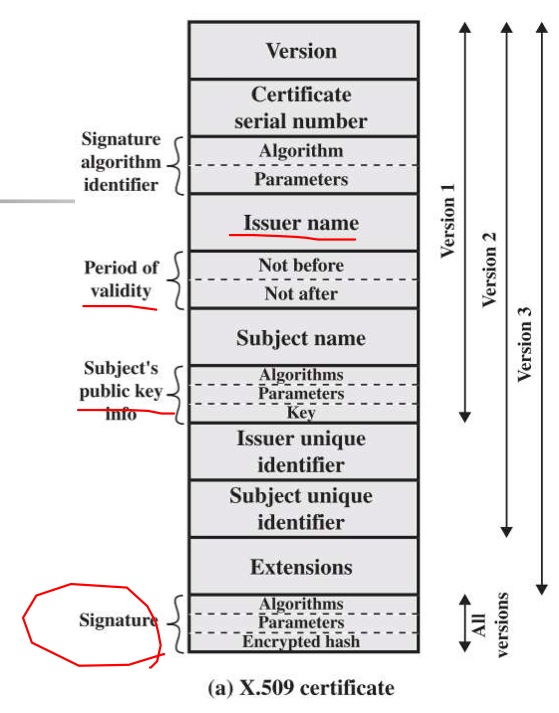 Version
Certificate
serial number
Signature
algorithm
identifier
Algorithm
Parameters
Issuer name
Period of
validity
Not before
Not after
Subject name
Subject's
public key
info
Algorithms
Parameters
Key
Issuer unique
identifier
Subject unique
identifier
Extensions
Signature
Algorithms
Parameters
Encrypted hash
Version 1
Version 2
Version 3
All
versions
(a) X.509 certificate